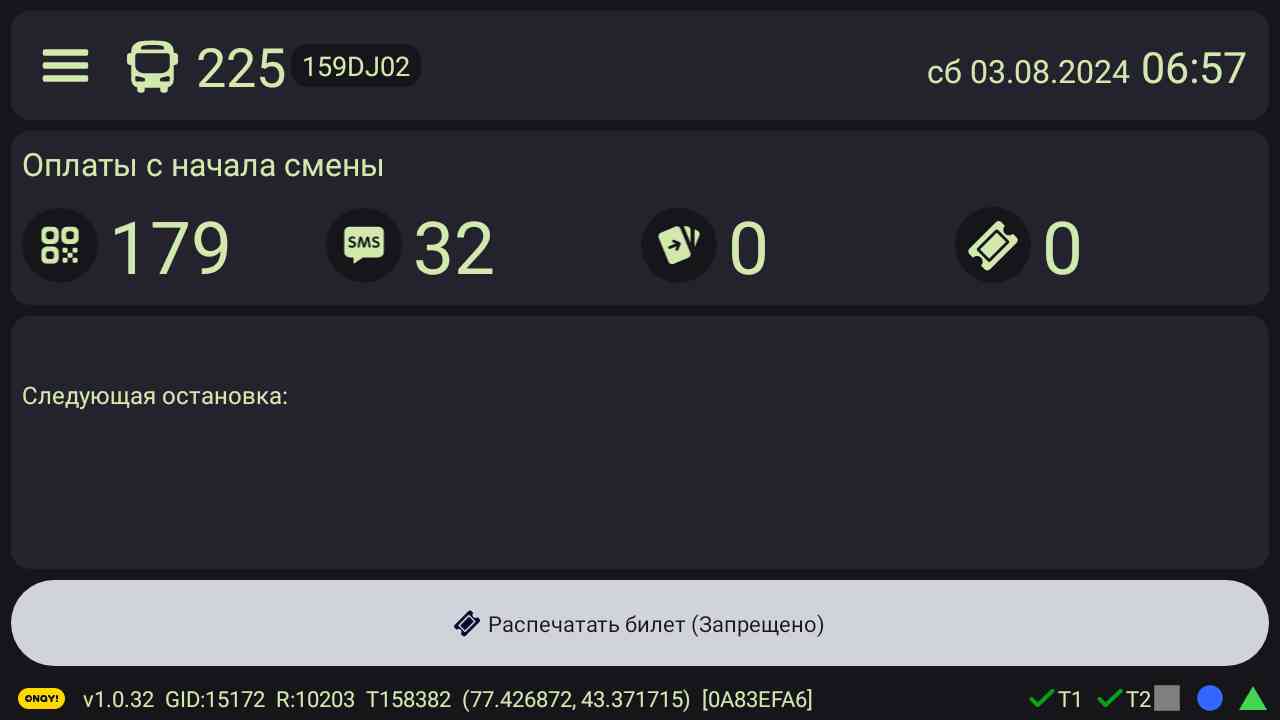 225 159DJ02 сб 03.08.2024 06:57
Оплаты с начала смены
179 SMS 32 0 0
Следующая остановка:
Распечатать билет (Запрещено)
ONAY! v1.0.32 GID:15172 R:10203 T158382 (77.426872, 43.371715) [0A83EFA6] T1 T2